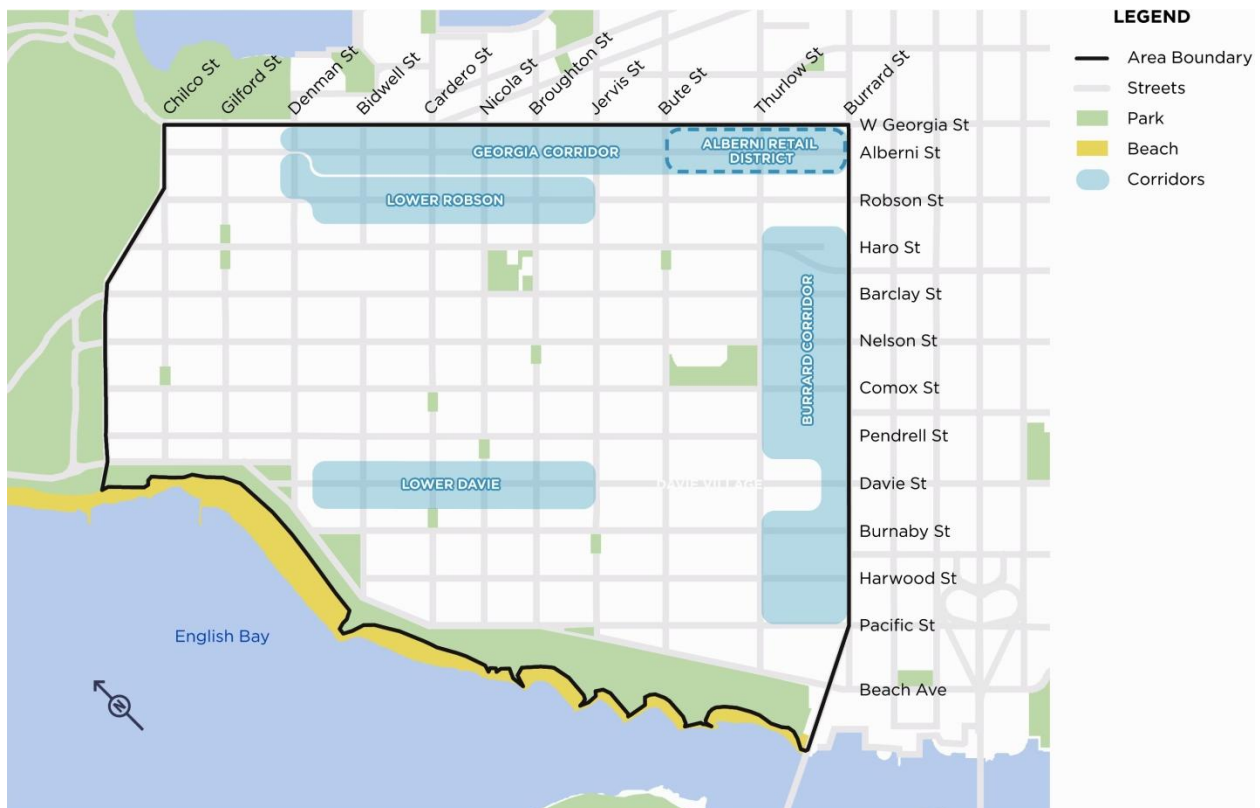 LEGEND
Area Boundary
Streets
Park
Beach
Corridors
Chilco St
Gilford St
Denman St
Bidwell St
Cardero St
Nicola St
Broughton St
Jervis St
Bute St
Thurlow St
Burrard St
W Georgia St
Alberni St
Robson St
Haro St
Barclay St
Nelson St
Comox St
Pendrell St
Davie St
Burnaby St
Harwood St
Pacific St
Beach Ave
GEORGIA CORRIDOR
ALBERNI RETAIL
DISTRICT
LOWER ROBSON
BURRARD CORRIDOR
LOWER DAVIE
DAVIE VILLAGE
English Bay
N